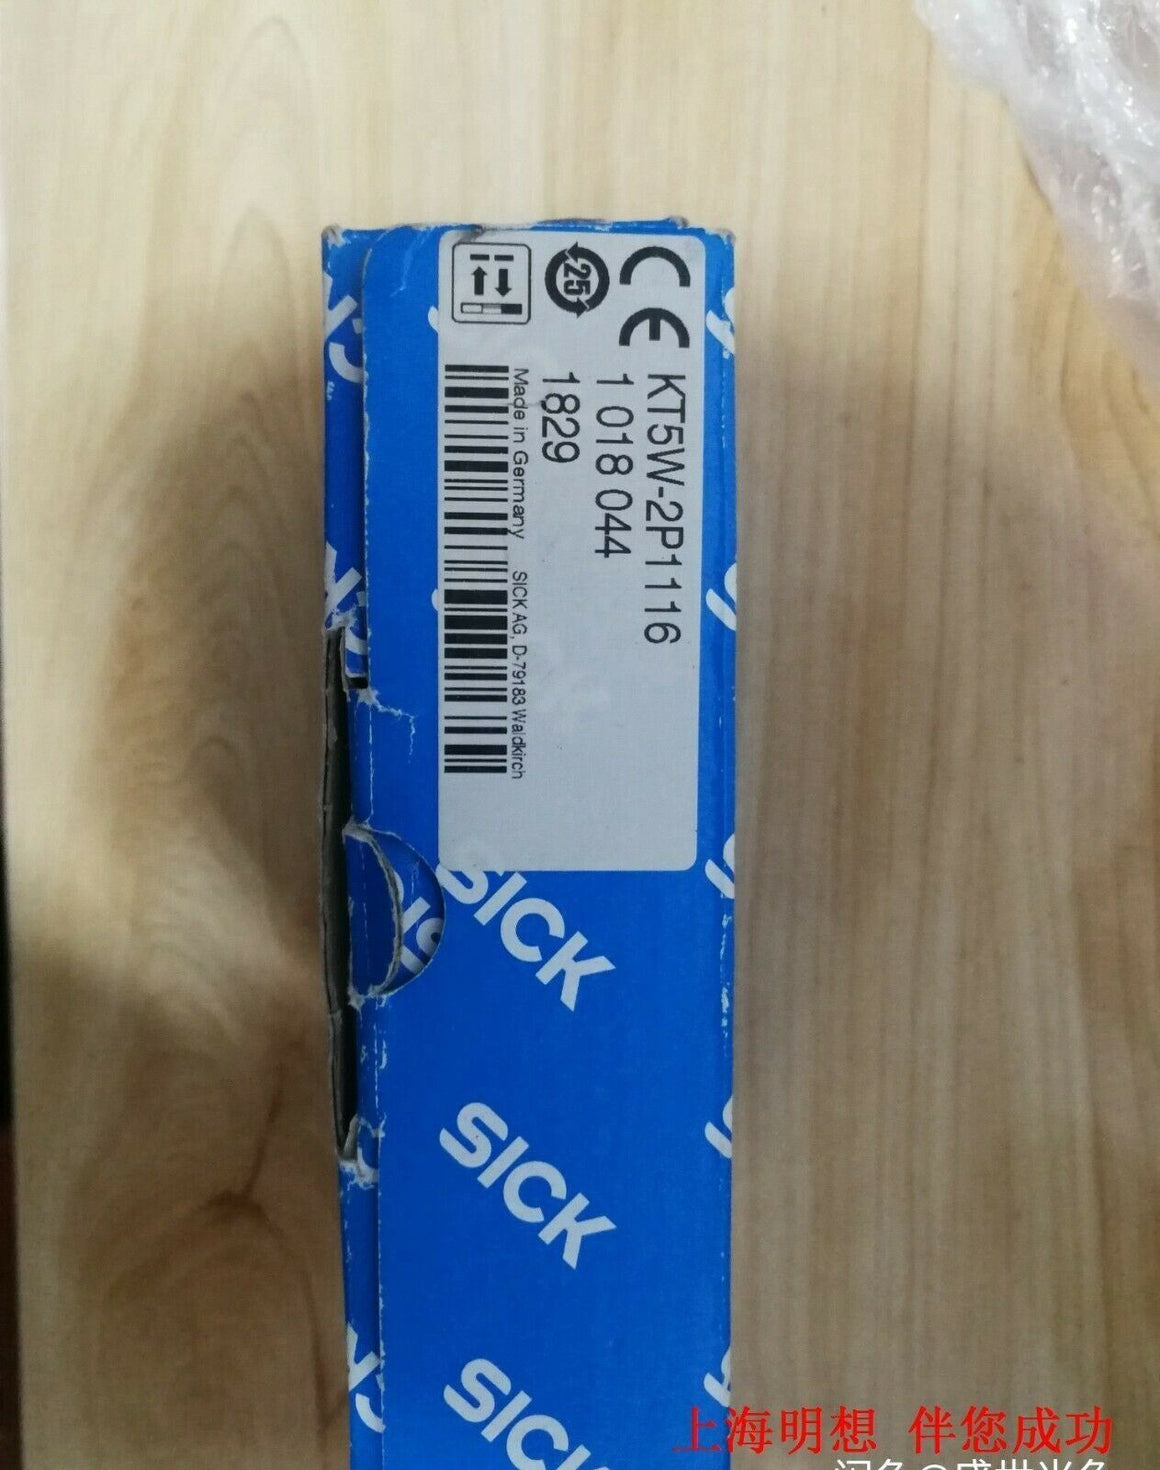 KT5W-2P1116
1 018 044
1829
Made in Germany SICK AG, D-79183 Waldkirch
CE
25
SICK
SICK
SICK
上海明想 伴您成功